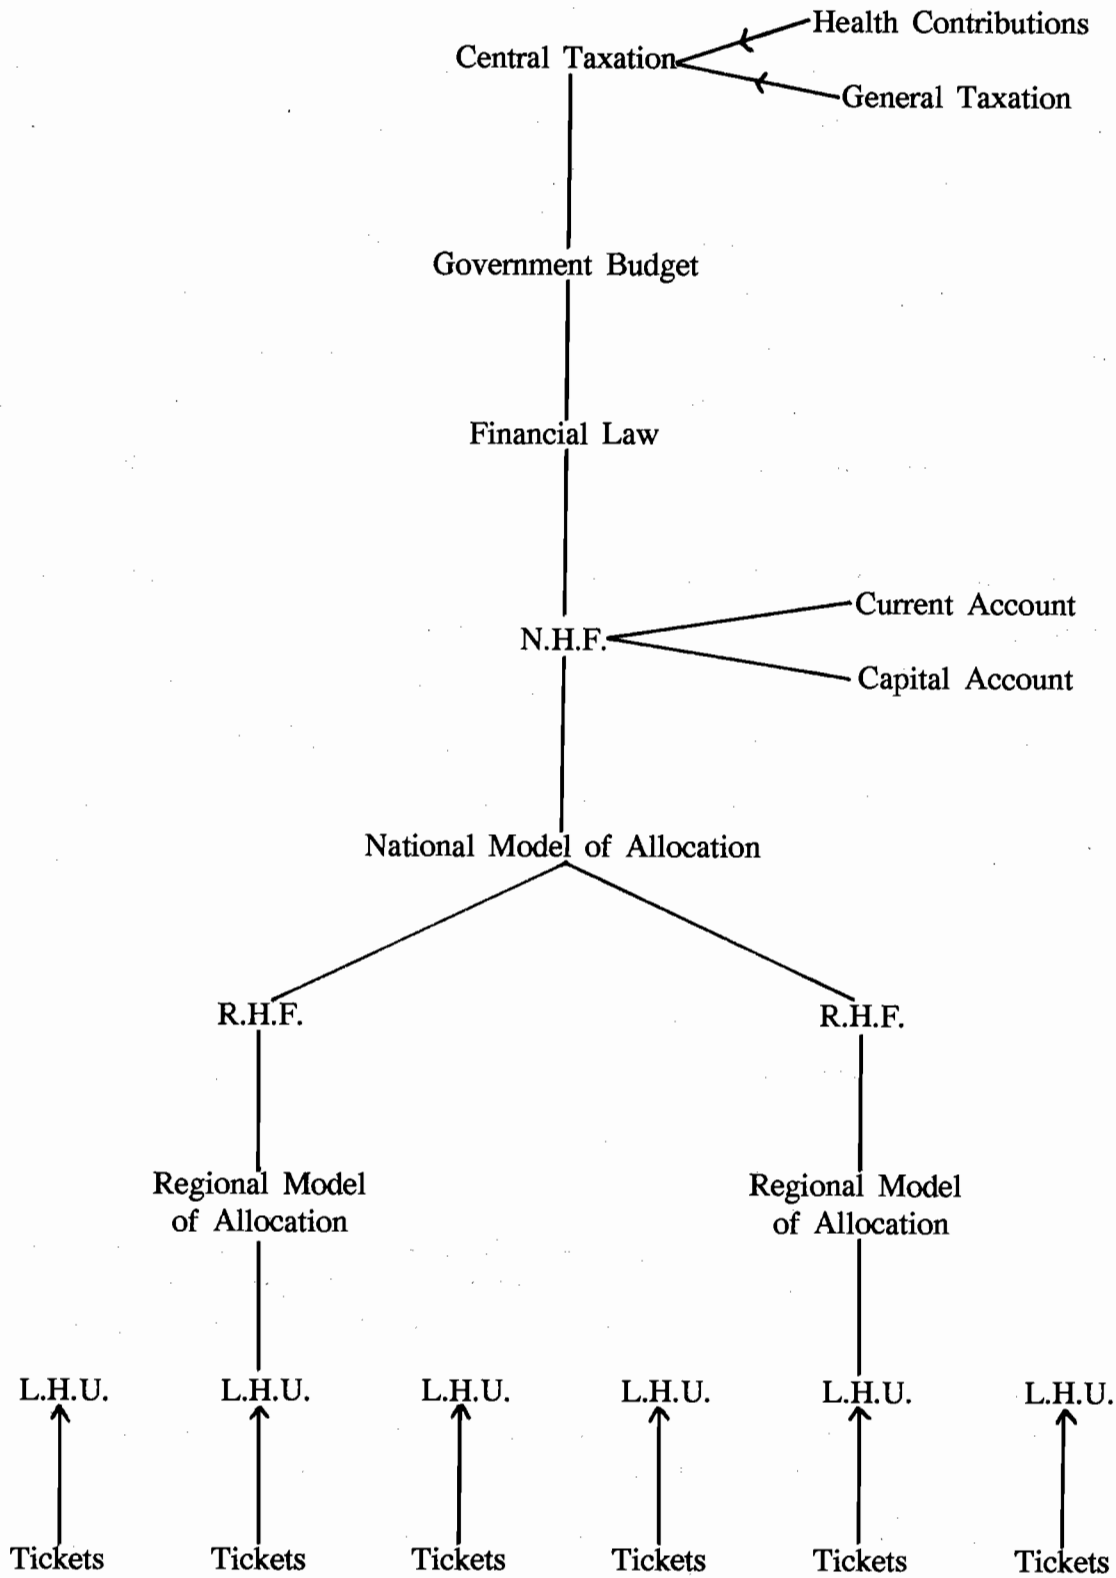 Health Contributions
Central Taxation
General Taxation
Government Budget
Financial Law
Current Account
N.H.F.
Capital Account
National Model of Allocation
R.H.F.
R.H.F.
Regional Model
of Allocation
Regional Model
of Allocation
L.H.U.
L.H.U.
L.H.U.
L.H.U.
L.H.U.
L.H.U.
Tickets
Tickets
Tickets
Tickets
Tickets
Tickets